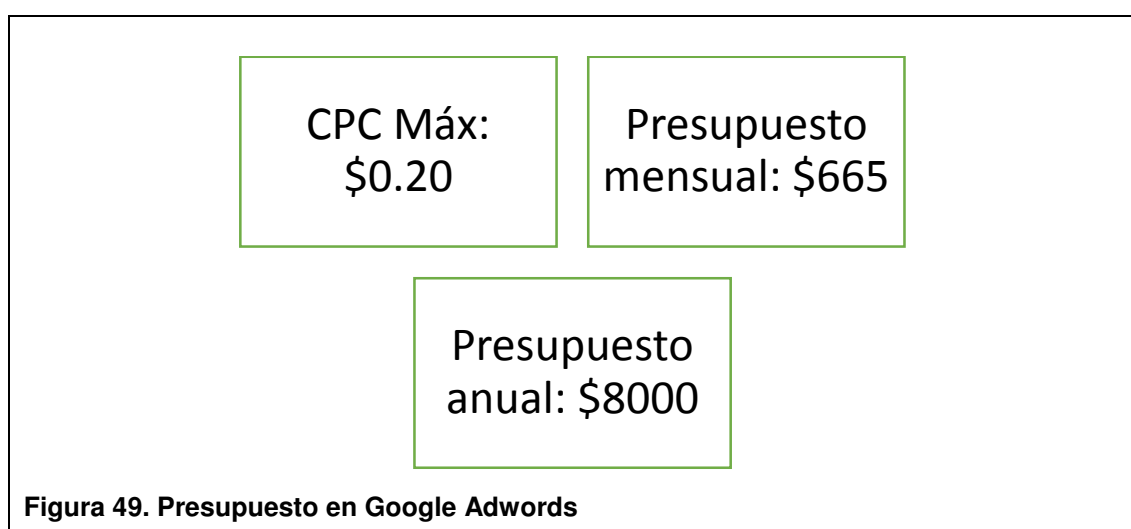 CPC Máx:
$0.20
Presupuesto
mensual: $665
Presupuesto
anual: $8000
Figura 49. Presupuesto en Google Adwords